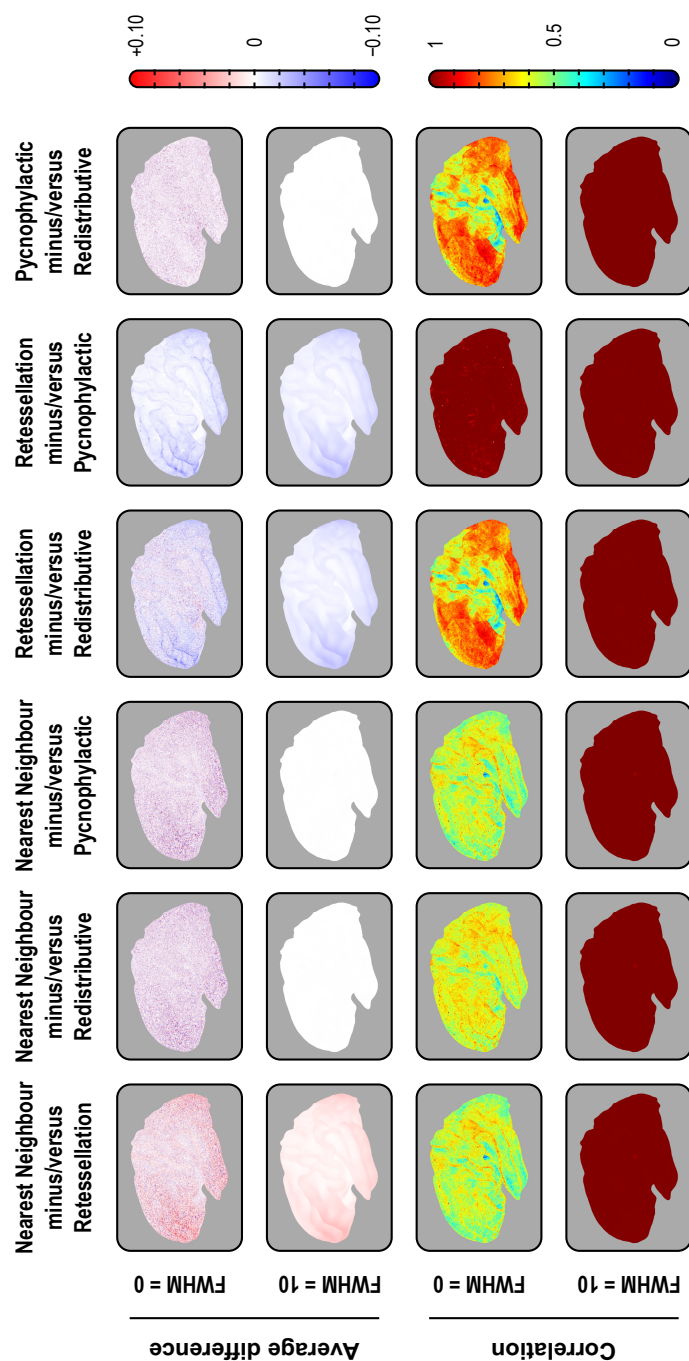 Nearest Neighbour
minus/versus
Retessellation
Nearest Neighbour
minus/versus
Redistributive
Nearest Neighbour
minus/versus
Pycnophylactic
Retessellation
minus/versus
Redistributive
Retessellation
minus/versus
Pycnophylactic
Pycnophylactic
minus/versus
Redistributive
Average difference
FWHM = 0
FWHM = 10
+0.10
0
-0.10
Correlation
FWHM = 0
FWHM = 10
1
0.5
0